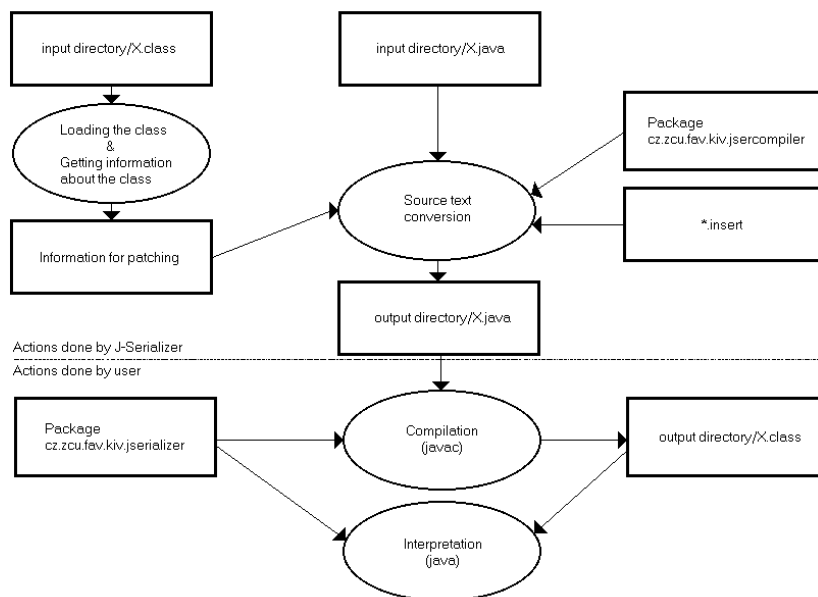 input directory/X.class
input directory/X.java
Loading the class
&
Getting information
about the class
Package
cz.zcu.fav.kiv.jsercompiler
Source text
conversion
*.insert
Information for patching
output directory/X.java
Actions done by J-Serializer
Actions done by user
Package
cz.zcu.fav.kiv.jserializer
Compilation
(javac)
output directory/X.class
Interpretation
(java)